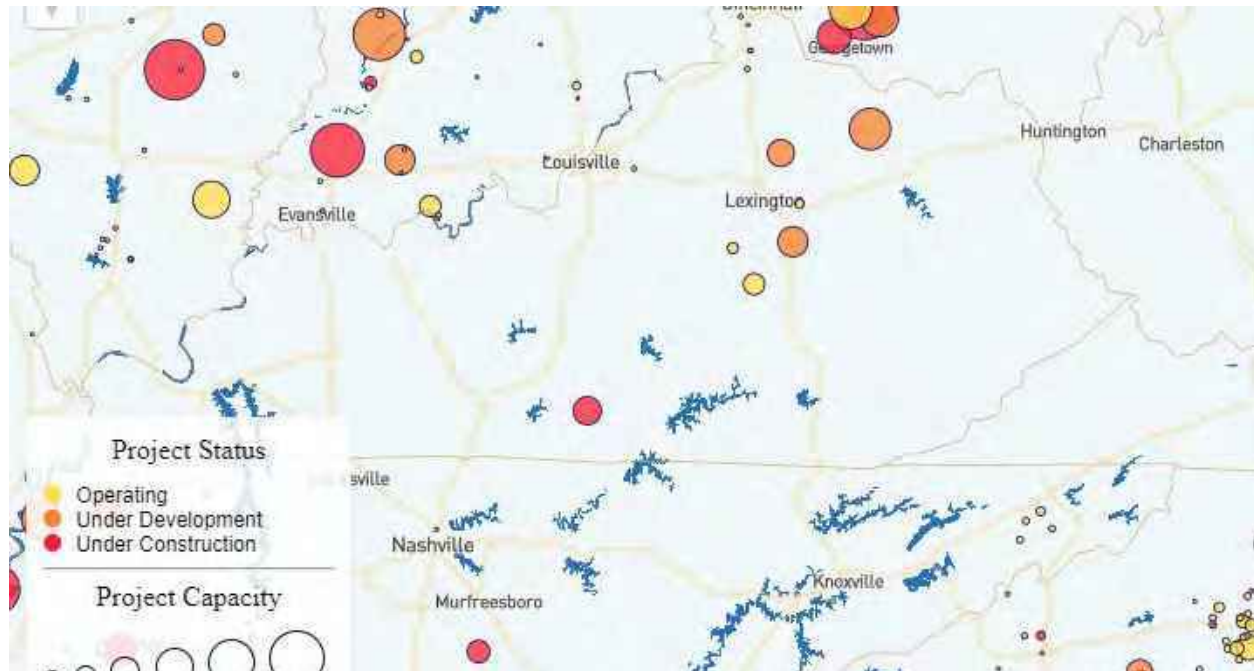 Georgetown
Huntington
Charleston
Louisville
Lexington
Evansville
Project Status
Operating
Under Development
Under Construction
Nashville
Project Capacity
Knoxville
Murfreesboro